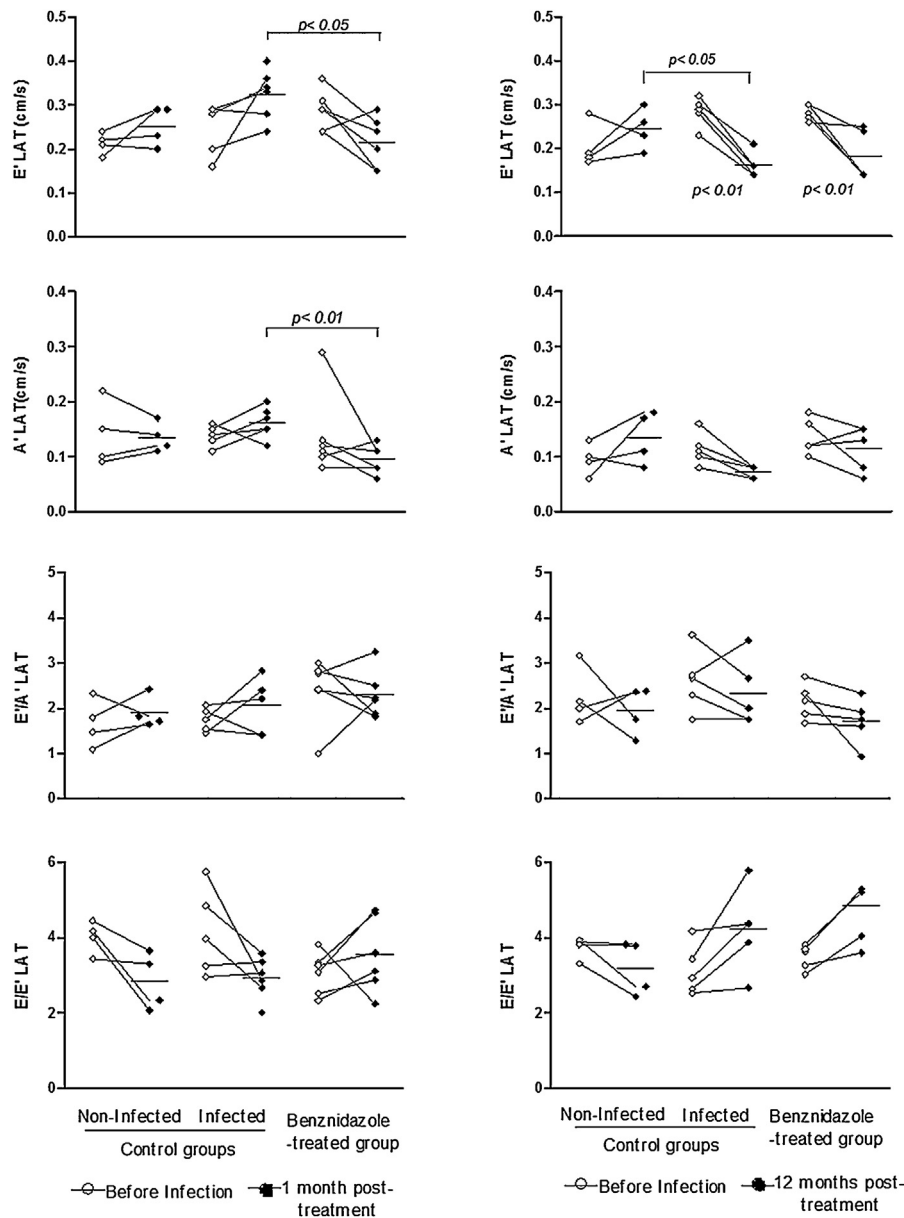 E' LAT (cm/s)
0.5
0.4
0.3
0.2
0.1
0.0
p< 0.05
E' LAT (cm/s)
0.5
0.4
0.3
0.2
0.1
0.0
p< 0.05
p< 0.01
p< 0.01
A' LAT(cm/s)
0.4
0.3
0.2
0.1
0.0
p< 0.01
A' LAT(cm/s)
0.4
0.3
0.2
0.1
0.0
E'/A' LAT
5
4
3
2
1
0
E'/A' LAT
5
4
3
2
1
0
E/E' LAT
6
4
2
0
E/E' LAT
6
4
2
0
Non-Infected
Infected
Control groups
Benznidazole
-treated group
Before Infection
1 month post-
treatment
Non-Infected
Infected
Control groups
Benznidazole
-treated group
Before Infection
12 months post-
treatment